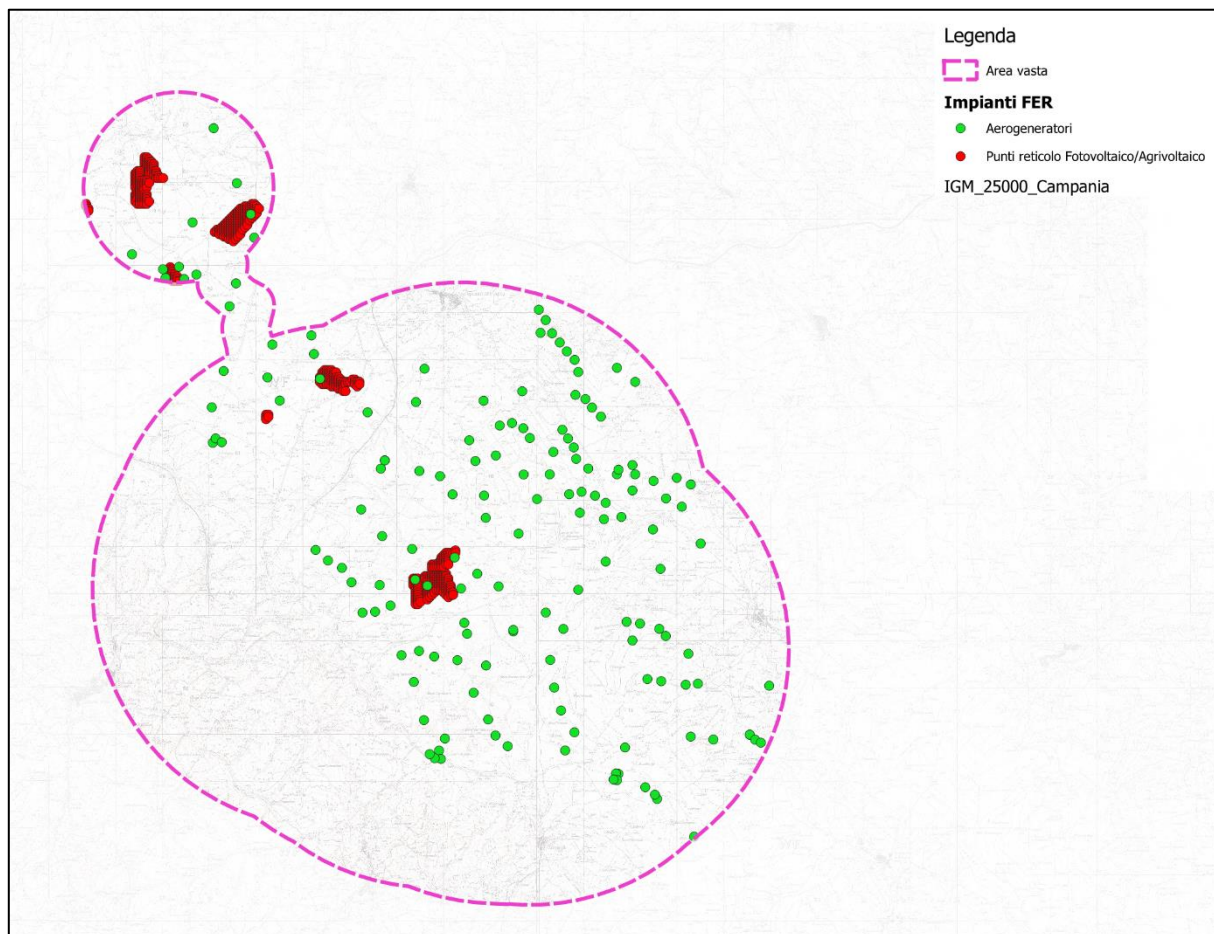 Legenda
Area vasta
Impianti FER
Aerogeneratori
Punti reticolo Fotovoltaico/Agrivoltaico
IGM_25000_Campania